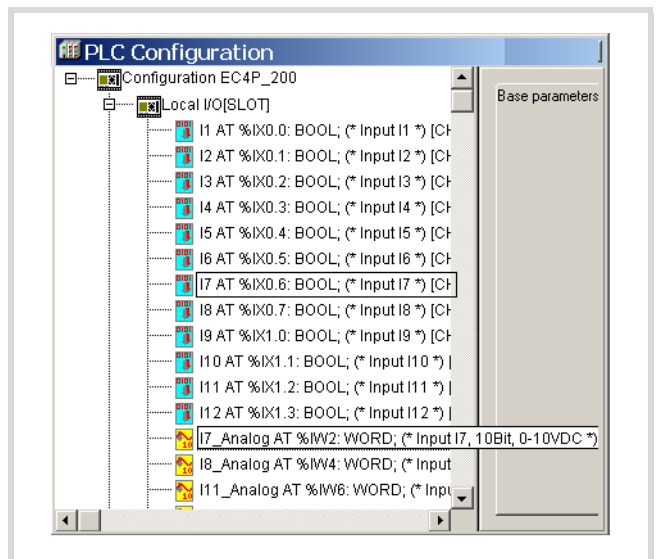 PLC Configuration
Configuration EC4P_200
Local I/O[SLOT]
Base parameters
I1 AT %IX0.0: BOOL; (* Input I1 *) [CH
I2 AT %IX0.1: BOOL; (* Input I2 *) [CH
I3 AT %IX0.2: BOOL; (* Input I3 *) [CH
I4 AT %IX0.3: BOOL; (* Input I4 *) [CH
I5 AT %IX0.4: BOOL; (* Input I5 *) [CH
I6 AT %IX0.5: BOOL; (* Input I6 *) [CH
I7 AT %IX0.6: BOOL; (* Input I7 *) [CH
I8 AT %IX0.7: BOOL; (* Input I8 *) [CH
I9 AT %IX1.0: BOOL; (* Input I9 *) [CH
I10 AT %IX1.1: BOOL; (* Input I10 *) [
I11 AT %IX1.2: BOOL; (* Input I11 *) [
I12 AT %IX1.3: BOOL; (* Input I12 *) [
I7_Analog AT %IW2: WORD; (* Input I7, 10Bit, 0-10VDC *)
I8_Analog AT %IW4: WORD; (* Input
I11_Analog AT %IW6: WORD; (* Inpu